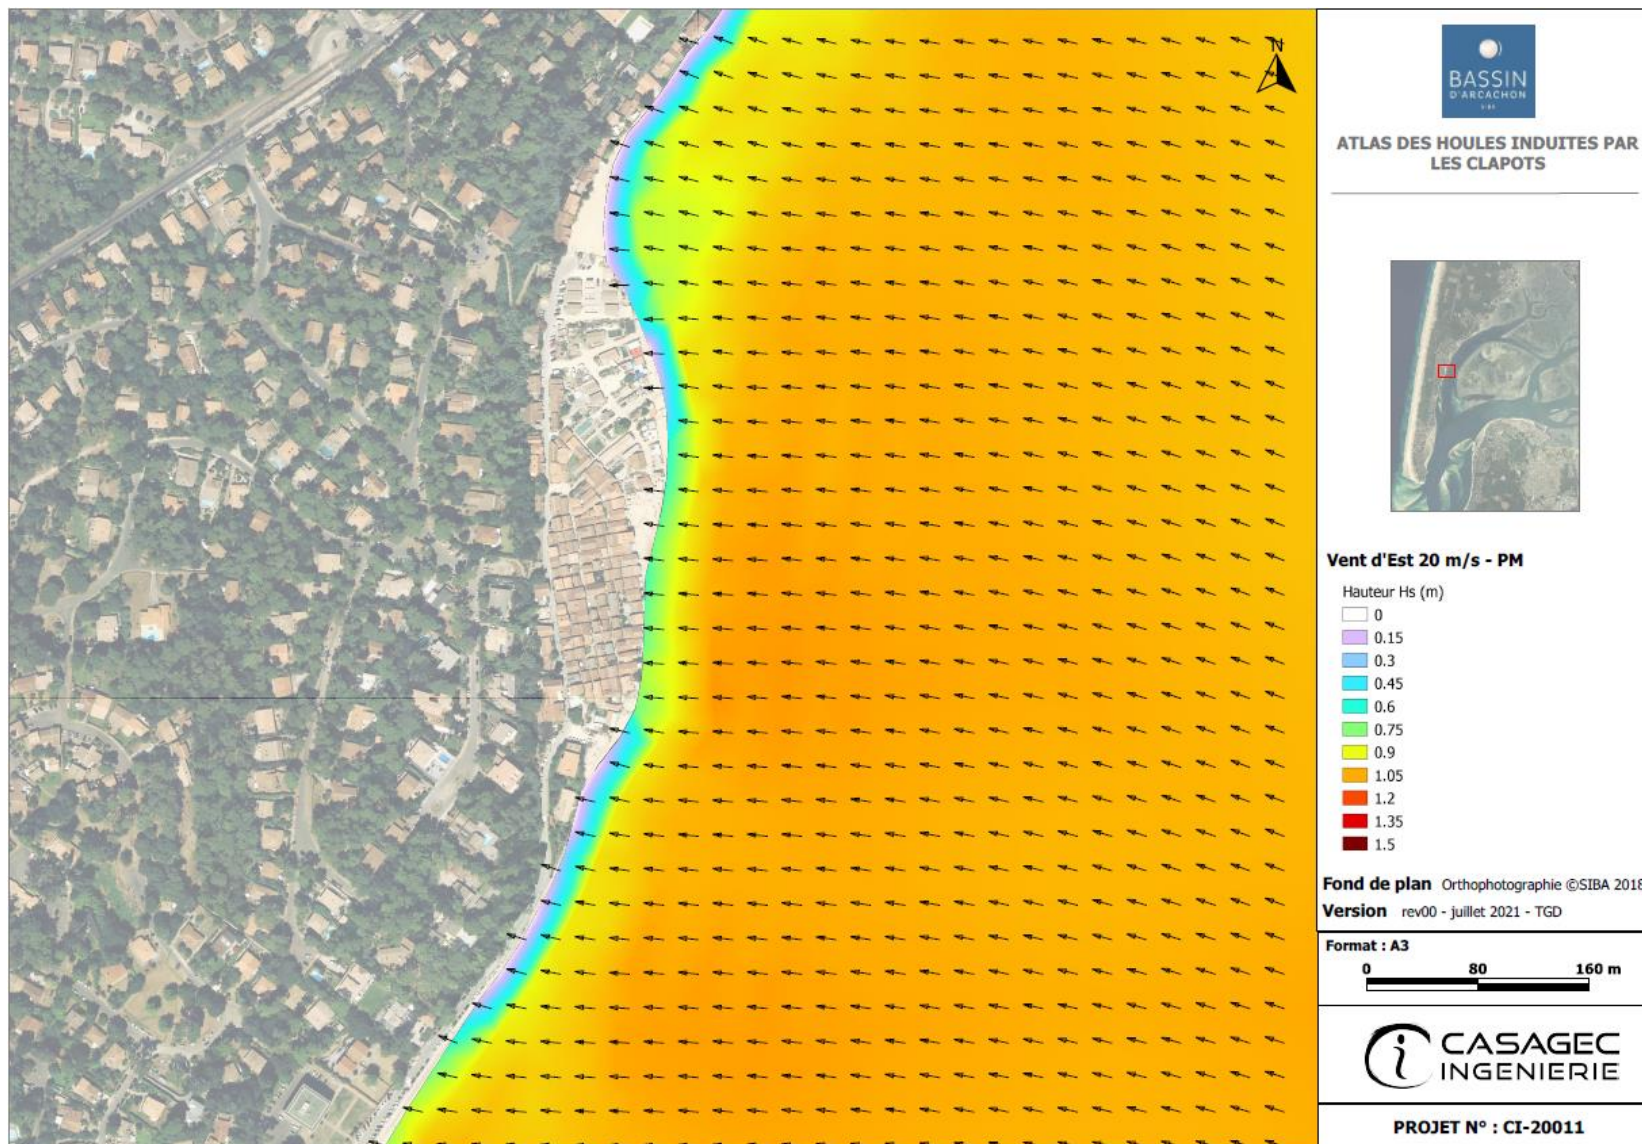 N
BASSIN
D'ARCACHON
SIBA
ATLAS DES HOULES INDUITES PAR
LES CLAPOTS
Vent d'Est 20 m/s - PM
Hauteur Hs (m)
0
0.15
0.3
0.45
0.6
0.75
0.9
1.05
1.2
1.35
1.5
Fond de plan Orthophotographie ©SIBA 2018
Version rev00 - juillet 2021 - TGD
Format : A3
0 80 160 m
CASAGEC
INGENIERIE
PROJET N° : CI-20011